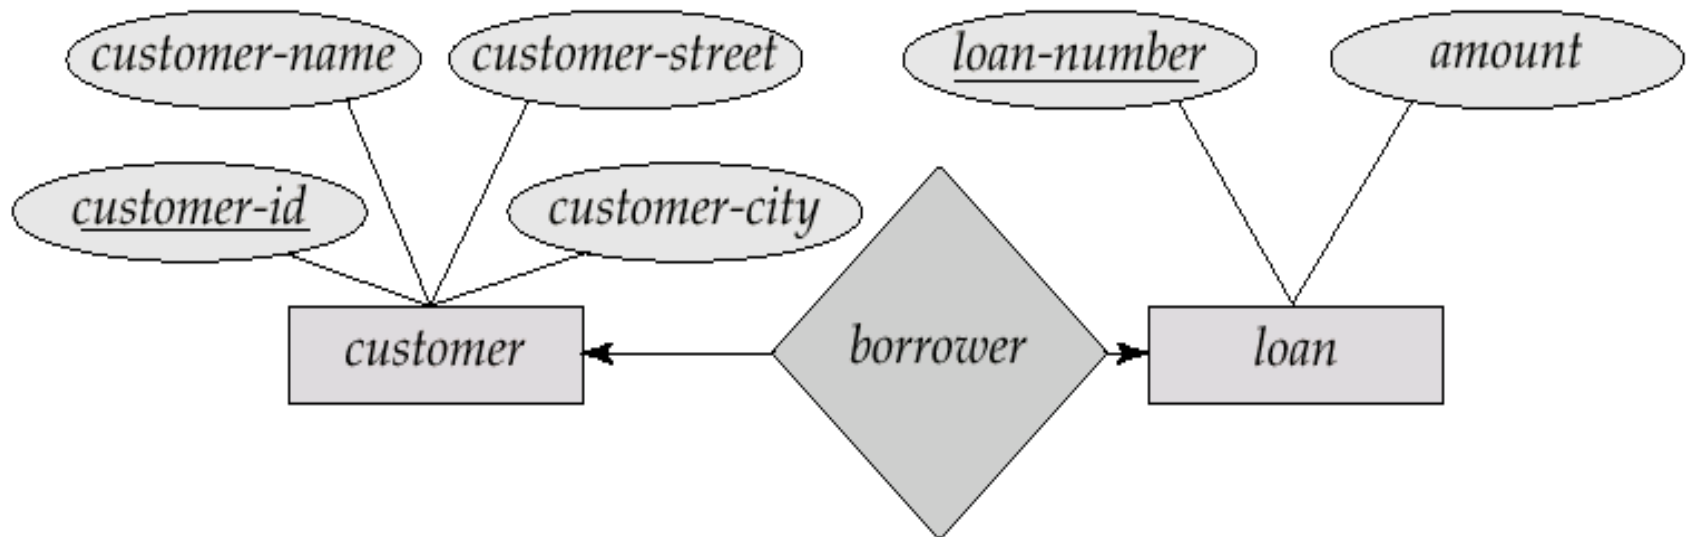 customer-name
customer-street
loan-number
amount
customer-id
customer-city
customer
borrower
loan